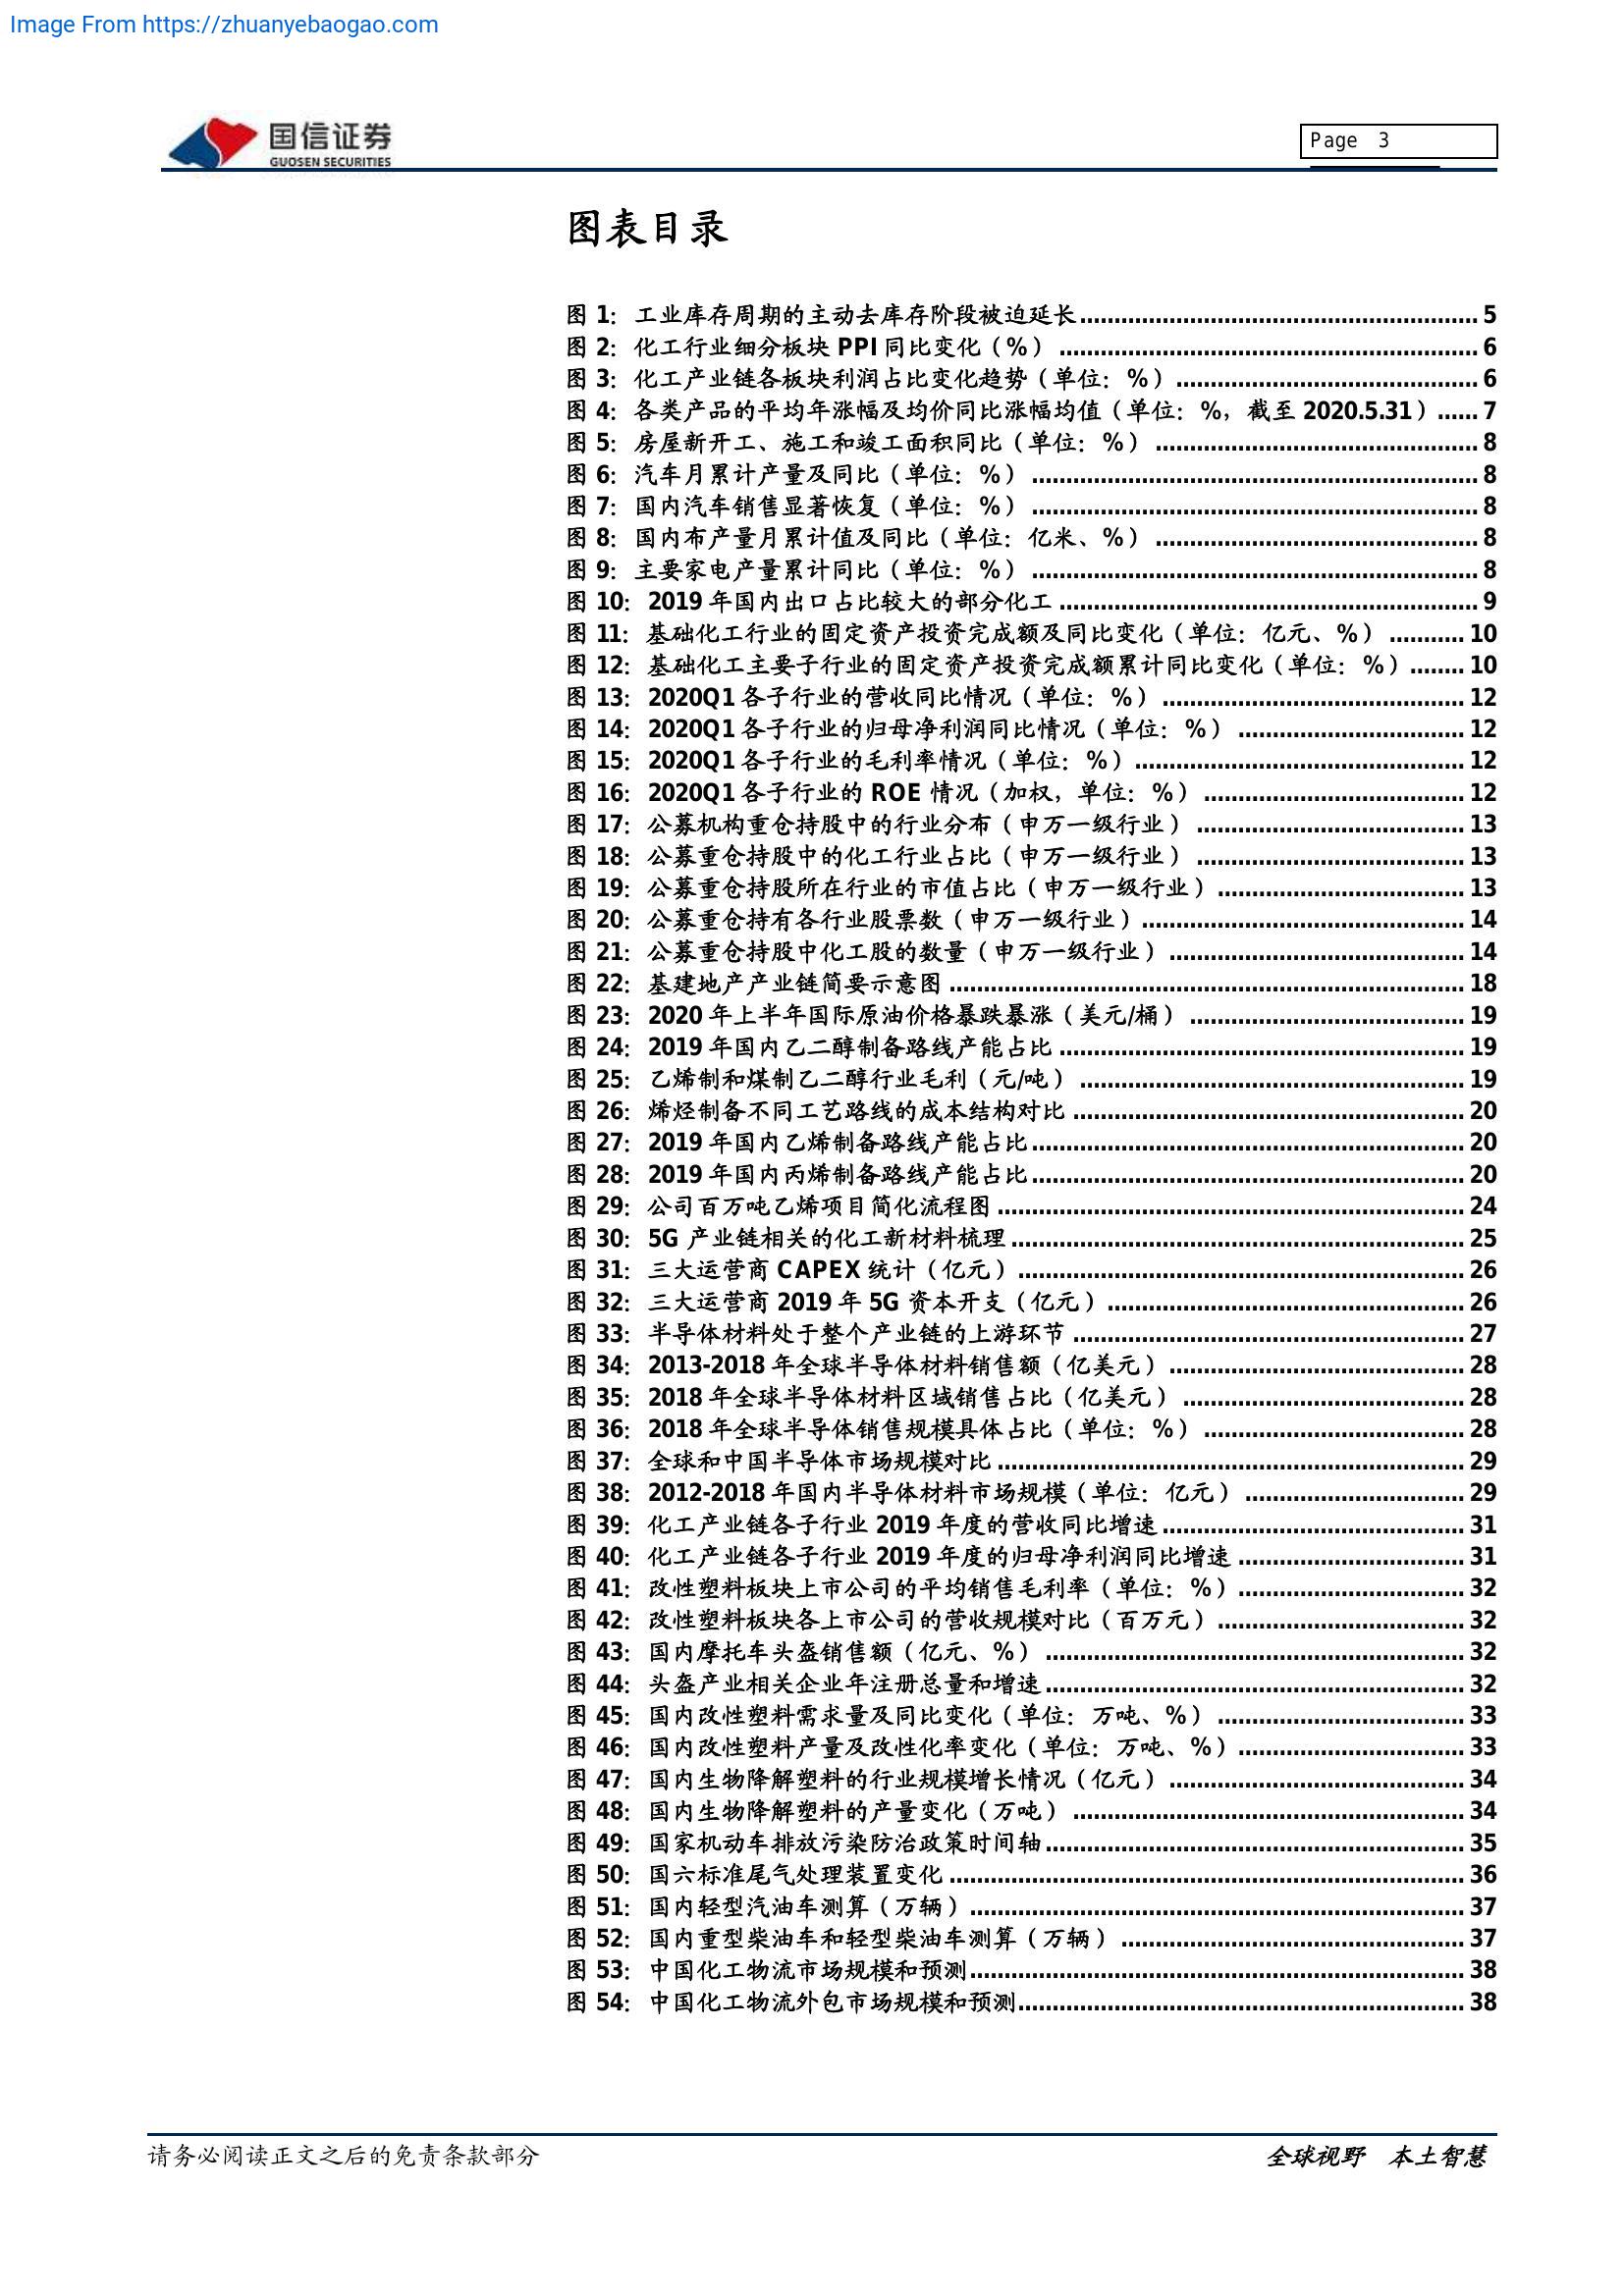 Image From https://zhuanyebaogao.com
国信证券
GUOSEN SECURITIES
Page 3
图表目录
图 1：工业库存周期的主动去库存阶段被迫延长 5
图 2：化工行业细分板块 PPI 同比变化（%） 6
图 3：化工产业链各板块利润占比变化趋势（单位：%） 6
图 4：各类产品的平均年涨幅及均价同比涨幅均值（单位：%，截至 2020.5.31） 7
图 5：房屋新开工、施工和竣工面积同比（单位：%） 8
图 6：汽车月累计产量及同比（单位：%） 8
图 7：国内汽车销售显著恢复（单位：%） 8
图 8：国内布产量月累计值及同比（单位：亿米、%） 8
图 9：主要家电产量累计同比（单位：%） 8
图 10：2019 年国内出口占比较大的部分化工 9
图 11：基础化工行业的固定资产投资完成额及同比变化（单位：亿元、%） 10
图 12：基础化工主要子行业的固定资产投资完成额累计同比变化（单位：%） 10
图 13：2020Q1 各子行业的营收同比情况（单位：%） 12
图 14：2020Q1 各子行业的归母净利润同比情况（单位：%） 12
图 15：2020Q1 各子行业的毛利率情况（单位：%） 12
图 16：2020Q1 各子行业的 ROE 情况（加权，单位：%） 12
图 17：公募机构重仓持股中的行业分布（申万一级行业） 13
图 18：公募重仓持股中的化工行业占比（申万一级行业） 13
图 19：公募重仓持股所在行业的市值占比（申万一级行业） 13
图 20：公募重仓持有各行业股票数（申万一级行业） 14
图 21：公募重仓持股中化工股的数量（申万一级行业） 14
图 22：基建地产产业链简要示意图 18
图 23：2020 年上半年国际原油价格暴跌暴涨（美元/桶） 19
图 24：2019 年国内乙二醇制备路线产能占比 19
图 25：乙烯制和煤制乙二醇行业毛利（元/吨） 19
图 26：烯烃制备不同工艺路线的成本结构对比 20
图 27：2019 年国内乙烯制备路线产能占比 20
图 28：2019 年国内丙烯制备路线产能占比 20
图 29：公司百万吨乙烯项目简化流程图 24
图 30：5G 产业链相关的化工新材料梳理 25
图 31：三大运营商 CAPEX 统计（亿元） 26
图 32：三大运营商 2019 年 5G 资本开支（亿元） 26
图 33：半导体材料处于整个产业链的上游环节 27
图 34：2013-2018 年全球半导体材料销售额（亿美元） 28
图 35：2018 年全球半导体材料区域销售占比（亿美元） 28
图 36：2018 年全球半导体销售规模具体占比（单位：%） 28
图 37：全球和中国半导体市场规模对比 29
图 38：2012-2018 年国内半导体材料市场规模（单位：亿元） 29
图 39：化工产业链各子行业 2019 年度的营收同比增速 31
图 40：化工产业链各子行业 2019 年度的归母净利润同比增速 31
图 41：改性塑料板块上市公司的平均销售毛利率（单位：%） 32
图 42：改性塑料板块各上市公司的营收规模对比（百万元） 32
图 43：国内摩托车头盔销售额（亿元、%） 32
图 44：头盔产业相关企业年注册总量和增速 32
图 45：国内改性塑料需求量及同比变化（单位：万吨、%） 33
图 46：国内改性塑料产量及改性化率变化（单位：万吨、%） 33
图 47：国内生物降解塑料的行业规模增长情况（亿元） 34
图 48：国内生物降解塑料的产量变化（万吨） 34
图 49：国家机动车排放污染防治政策时间轴 35
图 50：国六标准尾气处理装置变化 36
图 51：国内轻型汽油车测算（万辆） 37
图 52：国内重型柴油车和轻型柴油车测算（万辆） 37
图 53：中国化工物流市场规模和预测 38
图 54：中国化工物流外包市场规模和预测 38
请务必阅读正文之后的免责条款部分
全球视野 本土智慧